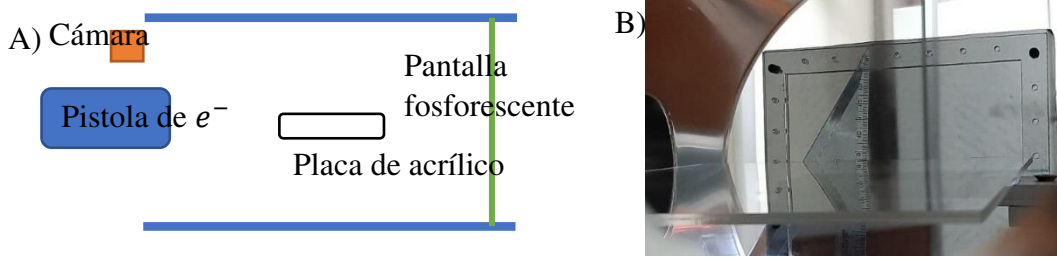 A) Cámara
Pistola de e⁻
Pantalla
fosforescente
Placa de acrílico
B)